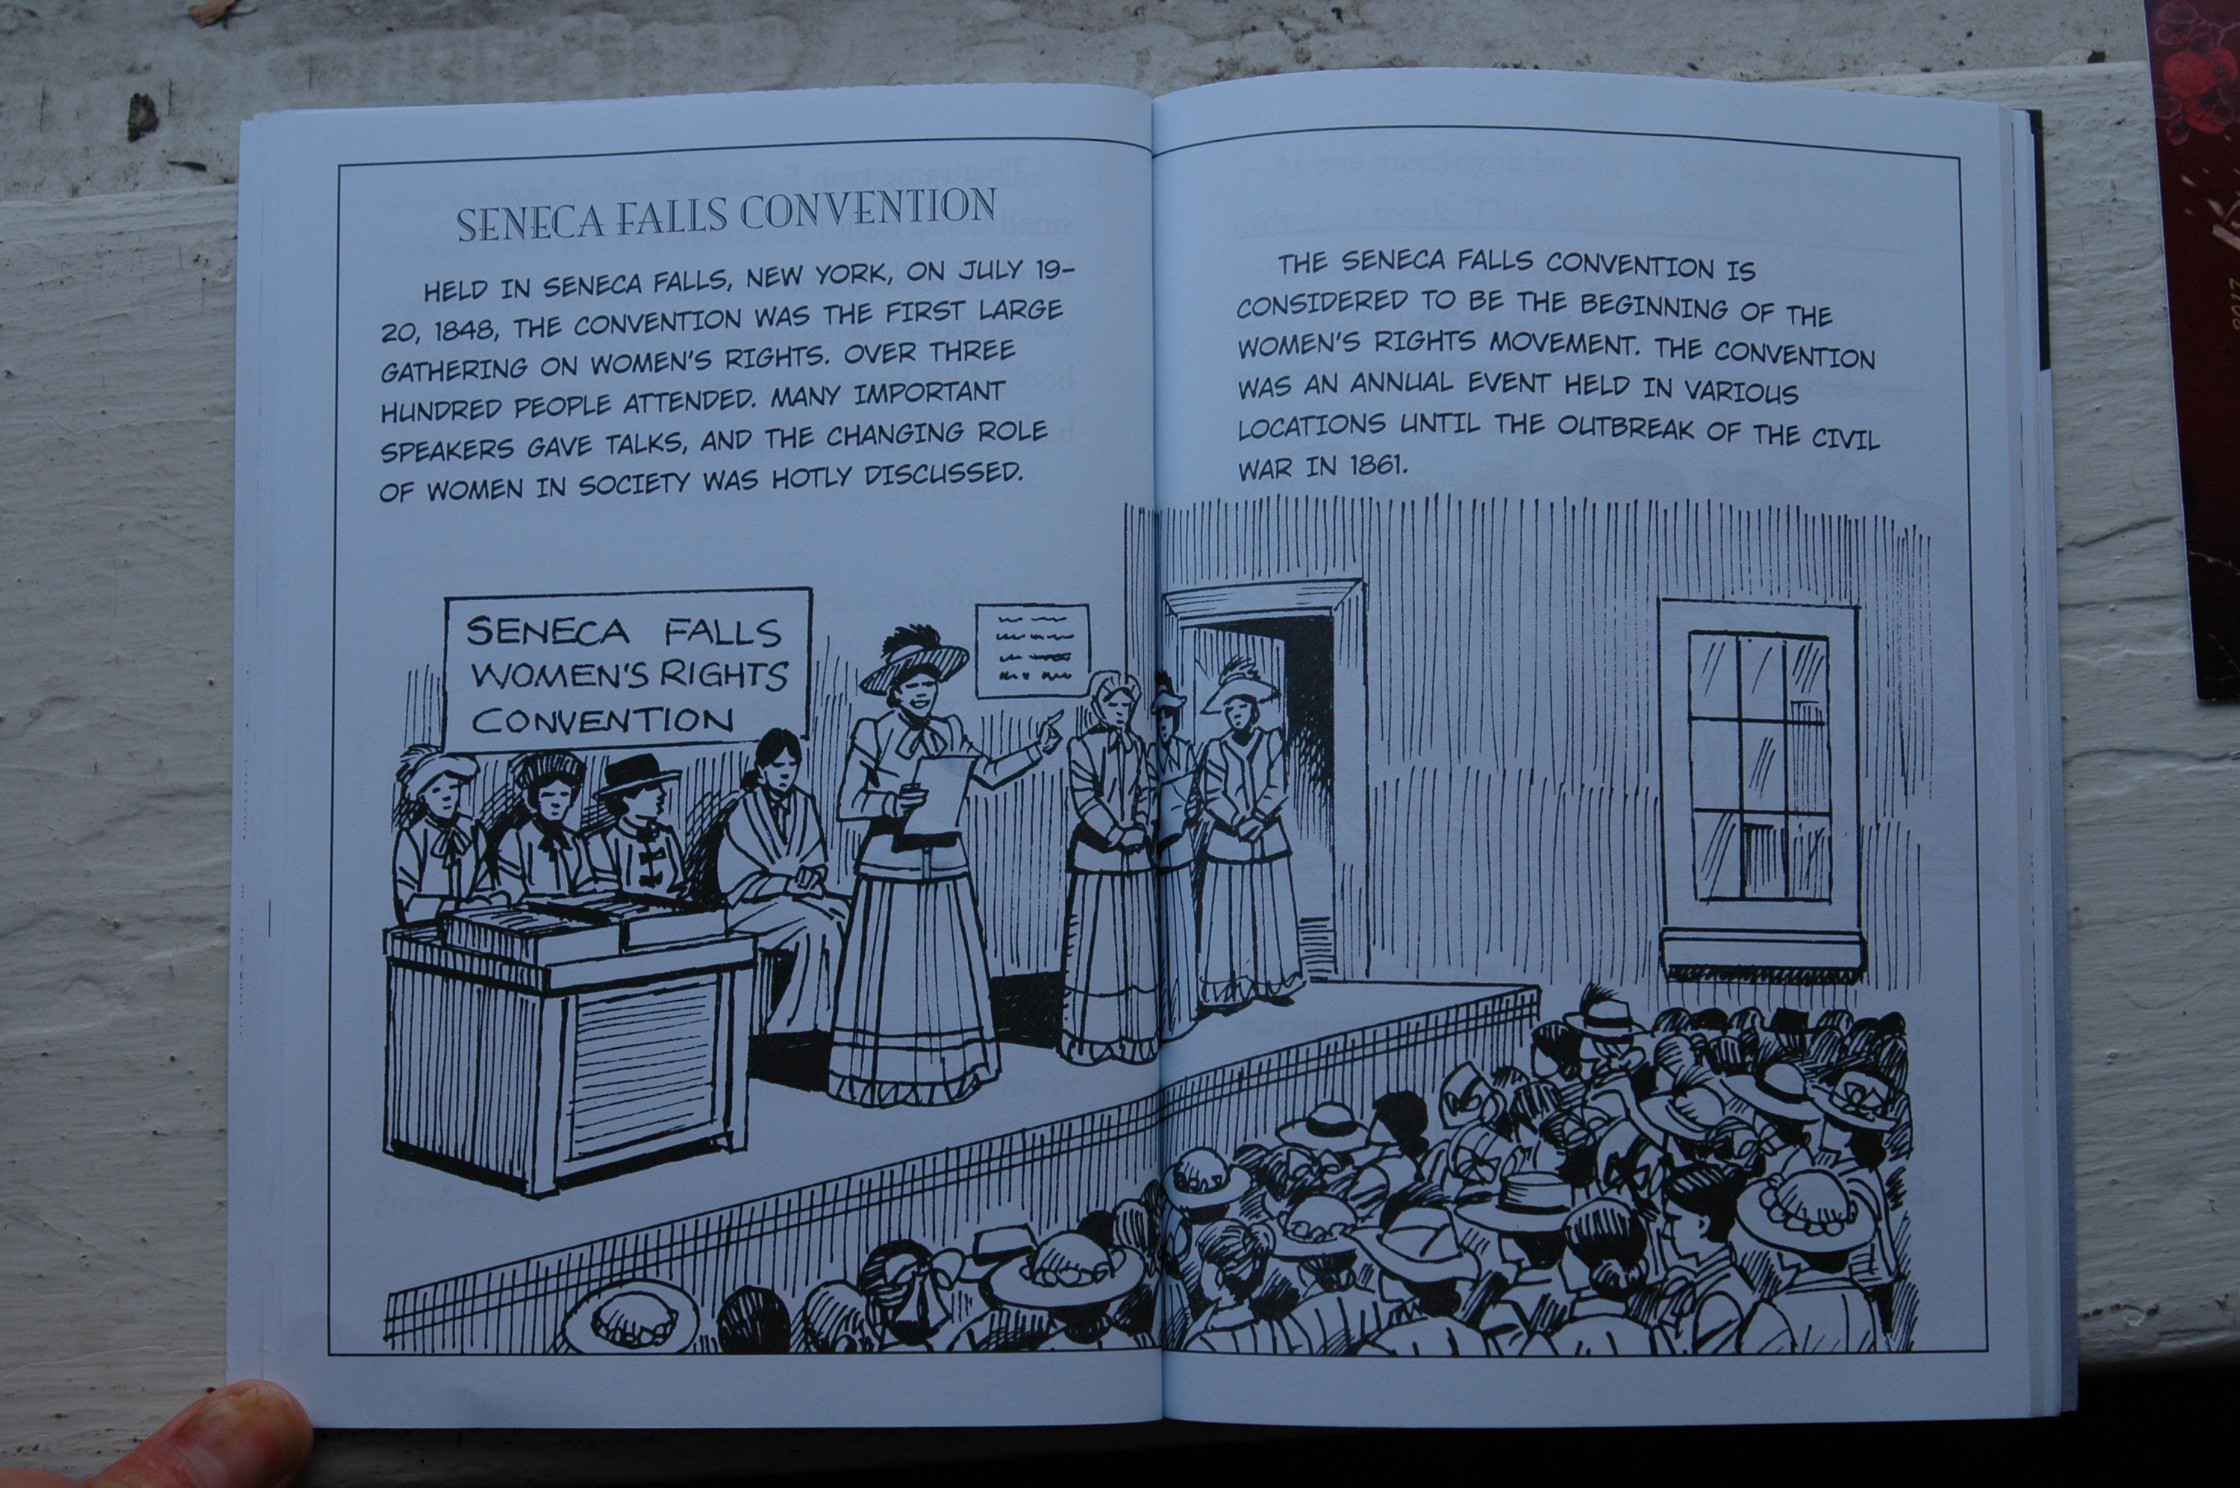 SENECA FALLS CONVENTION
HELD IN SENECA FALLS, NEW YORK, ON JULY 19–
20, 1848, THE CONVENTION WAS THE FIRST LARGE
GATHERING ON WOMEN'S RIGHTS. OVER THREE
HUNDRED PEOPLE ATTENDED. MANY IMPORTANT
SPEAKERS GAVE TALKS, AND THE CHANGING ROLE
OF WOMEN IN SOCIETY WAS HOTLY DISCUSSED.
SENECA FALLS
WOMEN'S RIGHTS
CONVENTION
THE SENECA FALLS CONVENTION IS
CONSIDERED TO BE THE BEGINNING OF THE
WOMEN'S RIGHTS MOVEMENT. THE CONVENTION
WAS AN ANNUAL EVENT HELD IN VARIOUS
LOCATIONS UNTIL THE OUTBREAK OF THE CIVIL
WAR IN 1861.